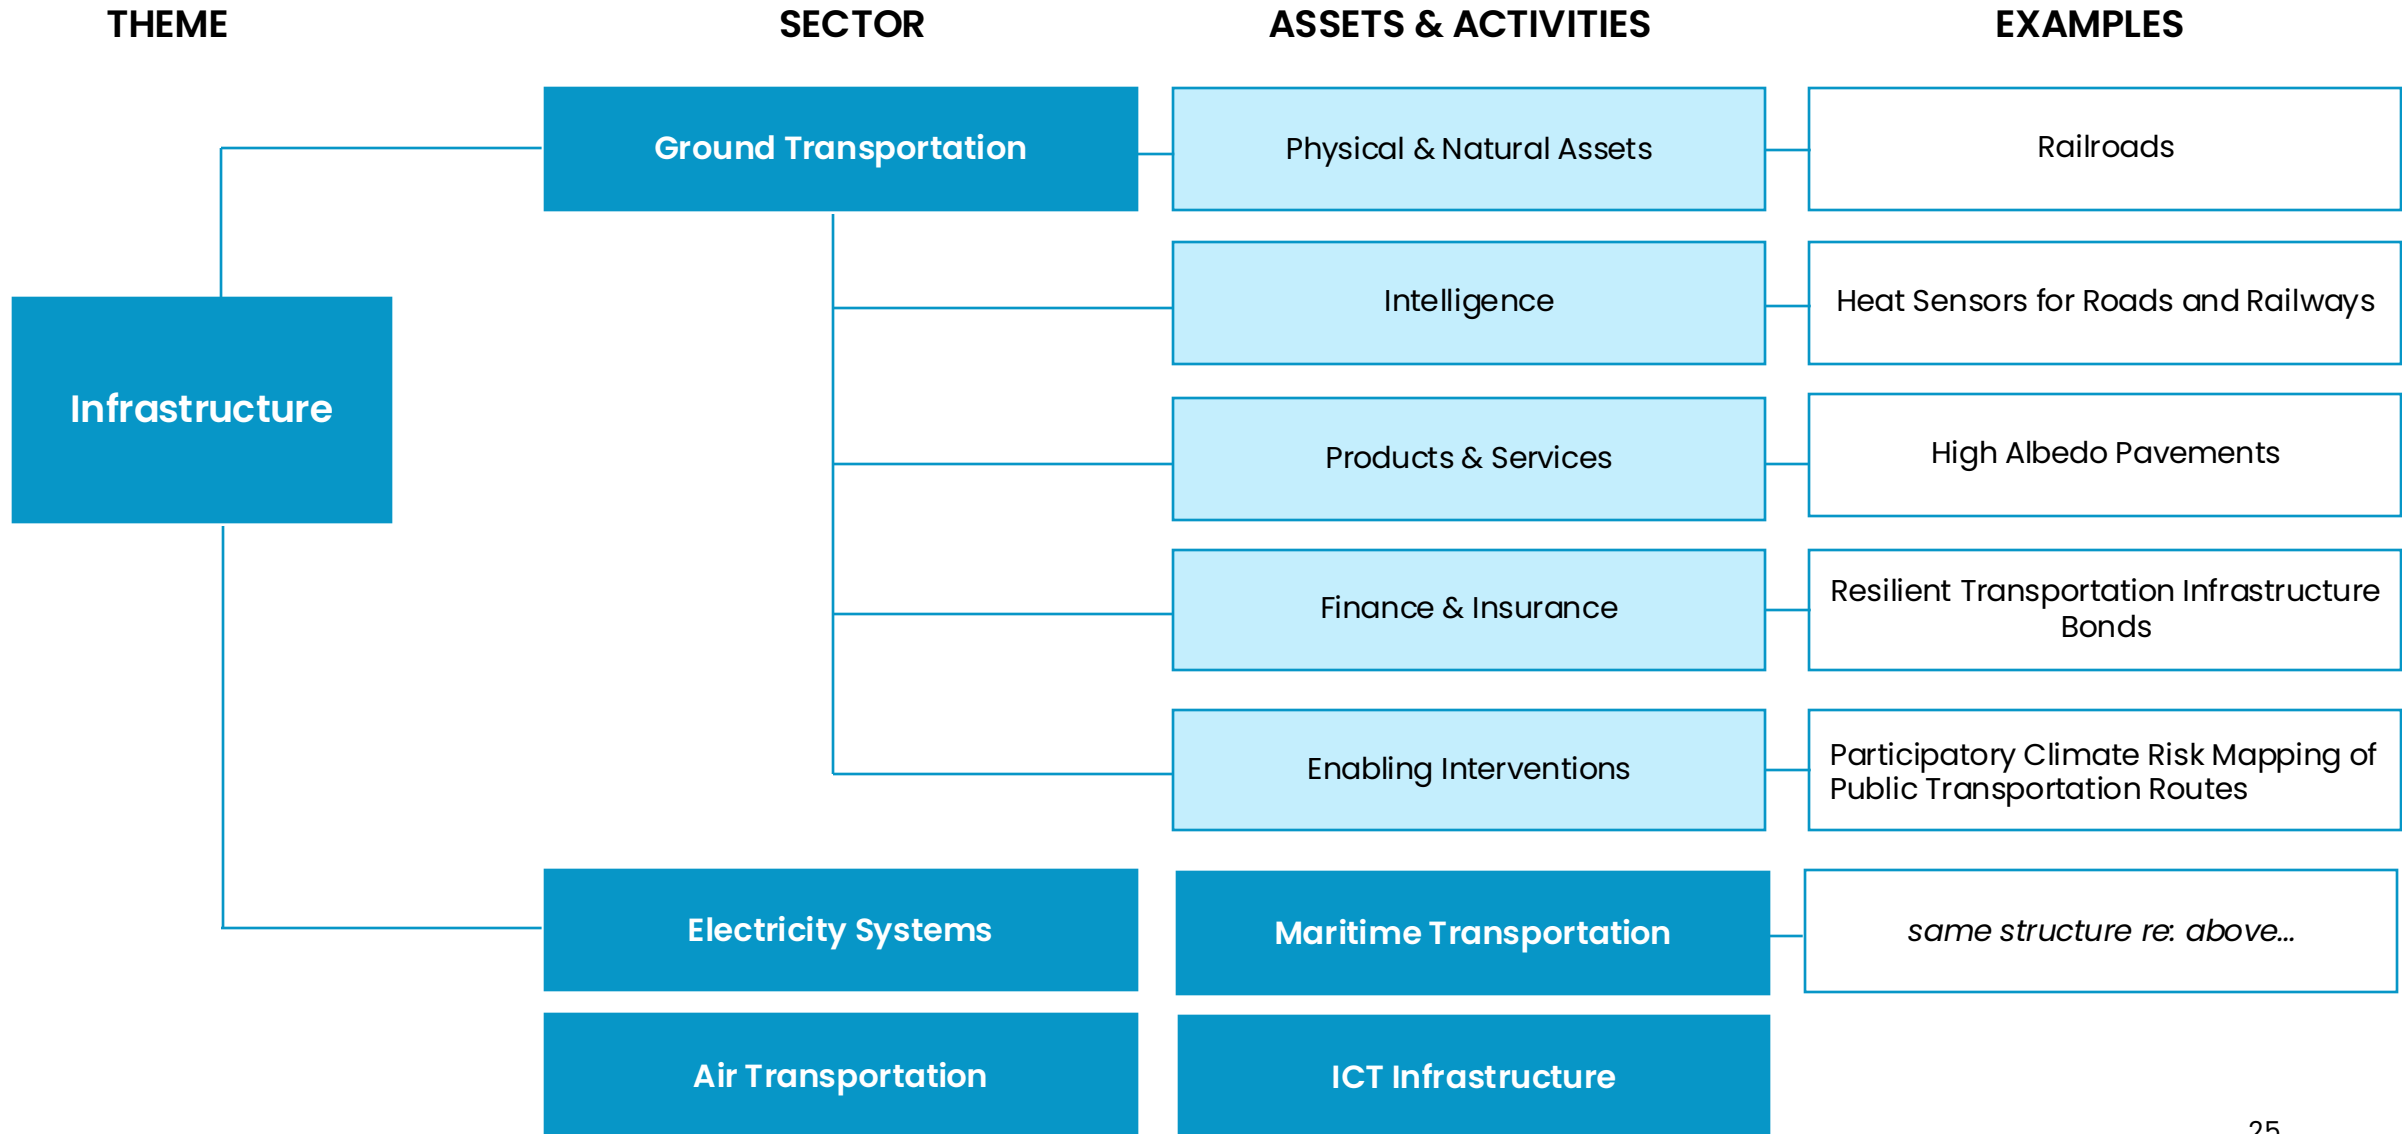 THEME
SECTOR
ASSETS & ACTIVITIES
EXAMPLES
Ground Transportation
Physical & Natural Assets
Railroads
Intelligence
Heat Sensors for Roads and Railways
Infrastructure
Products & Services
High Albedo Pavements
Finance & Insurance
Resilient Transportation Infrastructure
Bonds
Enabling Interventions
Participatory Climate Risk Mapping of
Public Transportation Routes
Electricity Systems
Maritime Transportation
same structure re: above...
Air Transportation
ICT Infrastructure
25